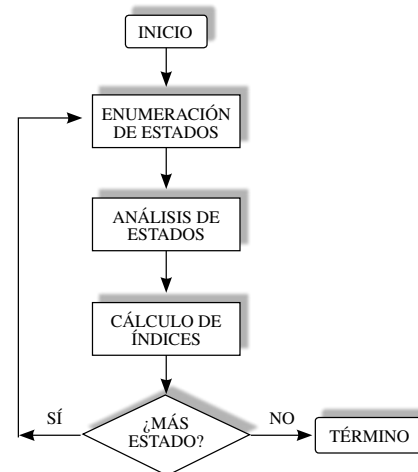 INICIO
ENUMERACIÓN
DE ESTADOS
ANÁLISIS DE
ESTADOS
CÁLCULO DE
ÍNDICES
¿MÁS
ESTADO?
SÍ
NO
TÉRMINO